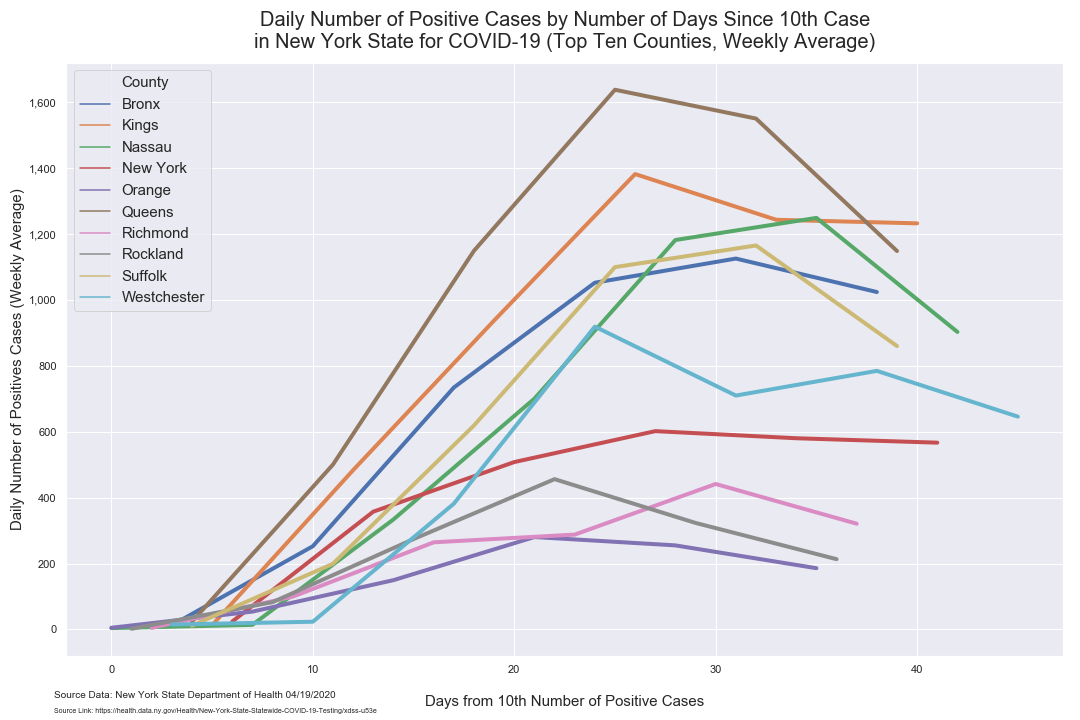 Daily Number of Positive Cases by Number of Days Since 10th Case
in New York State for COVID-19 (Top Ten Counties, Weekly Average)
Daily Number of Positives Cases (Weekly Average)
1,600
1,400
1,200
1,000
800
600
400
200
0
County
Bronx
Kings
Nassau
New York
Orange
Queens
Richmond
Rockland
Suffolk
Westchester
0 10 20 30 40
Days from 10th Number of Positive Cases
Source Data: New York State Department of Health 04/19/2020
Source Link: https://health.data.ny.gov/Health/New-York-State-Statewide-COVID-19-Testing/xdss-u53e